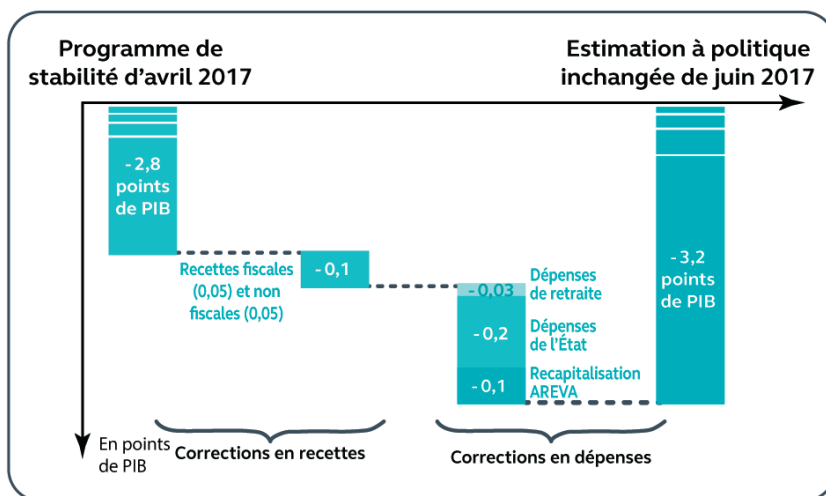 Programme de
stabilité d’avril 2017
Estimation à politique
inchangée de juin 2017
- 2,8
points
de PIB
Recettes fiscales
(0,05) et non
fiscales (0,05)
- 0,1
- 0,03
Dépenses
de retraite
- 0,2
Dépenses
de l’État
- 0,1
Recapitalisation
AREVA
- 3,2
points
de PIB
En points
de PIB
Corrections en recettes
Corrections en dépenses